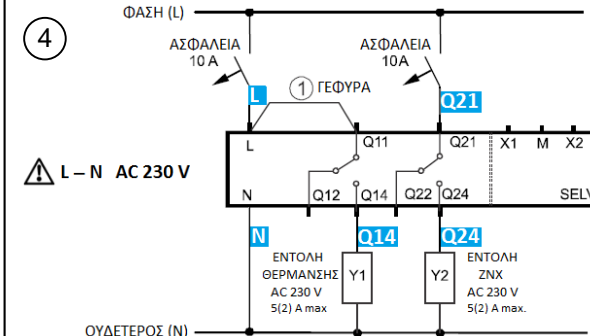 ΦΑΣΗ (L)
4
ΑΣΦΑΛΕΙΑ
10 A
ΑΣΦΑΛΕΙΑ
10A
L
1 ΓΕΦΥΡΑ
Q21
L
Q11
Q21
X1
M
X2
L – N AC 230 V
N
Q12
Q14
Q22
Q24
SELV
N
Q14
Q24
ΕΝΤΟΛΗ
ΘΕΡΜΑΝΣΗΣ
AC 230 V
5(2) A max
Y1
Y2
ΕΝΤΟΛΗ
ΖΝΧ
AC 230 V
5(2) A max.
ΟΥΔΕΤΕΡΟΣ (N)